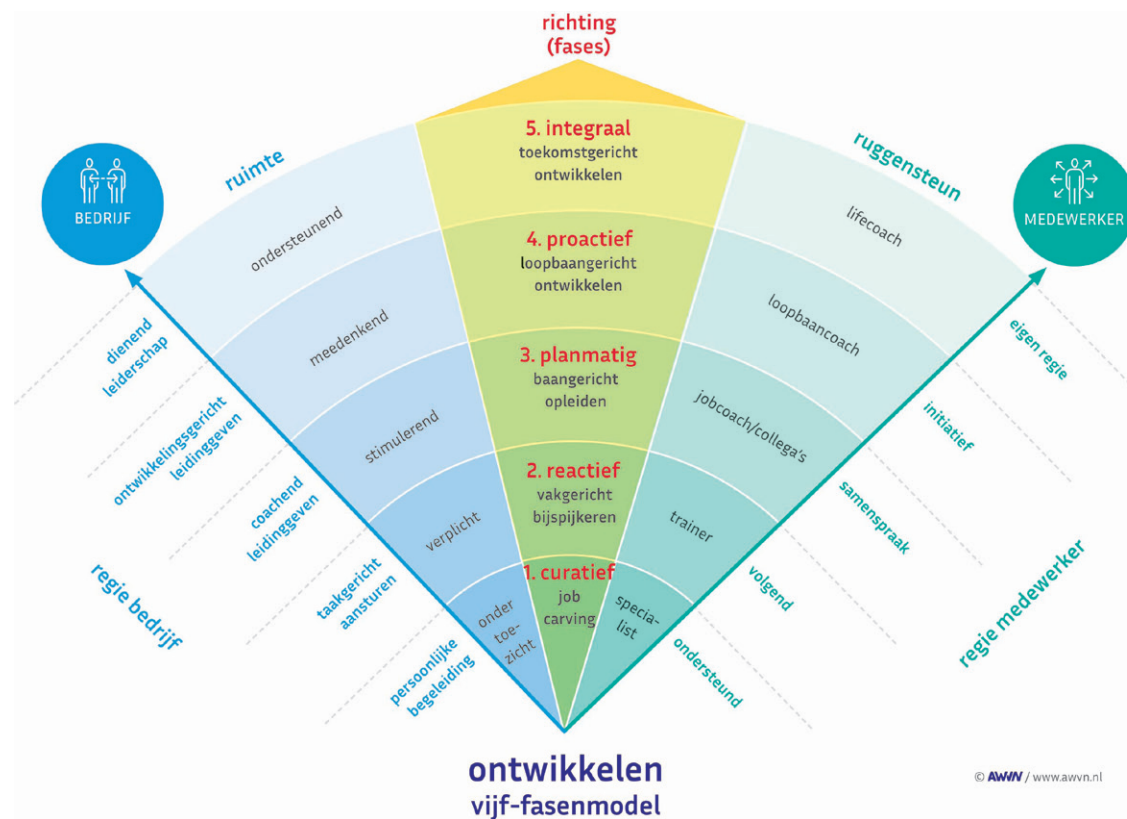 richting
(fases)
BEDRIJF
MEDEWERKER
ruimte
ruggensteun
5. integraal
toekomstgericht
ontwikkelen
ondersteunend
lifecoach
4. proactief
loopbaangericht
ontwikkelen
meedenkend
loopbaancoach
3. planmatig
baangericht
opleiden
stimulerend
jobcoach/collega's
2. reactief
vakgericht
bijspijkeren
verplicht
trainer
1. curatief
job
carving
onder
toe-
zicht
specia-
list
dienend
leiderschap
ontwikkelingsgericht
leidinggeven
coachend
leidinggeven
taakgericht
aansturen
persoonlijke
begeleiding
regie bedrijf
eigen regie
initiatief
samenspraak
volgend
ondersteund
regie medewerker
ontwikkelen
vijf-fasenmodel
© AWVN / www.awvn.nl